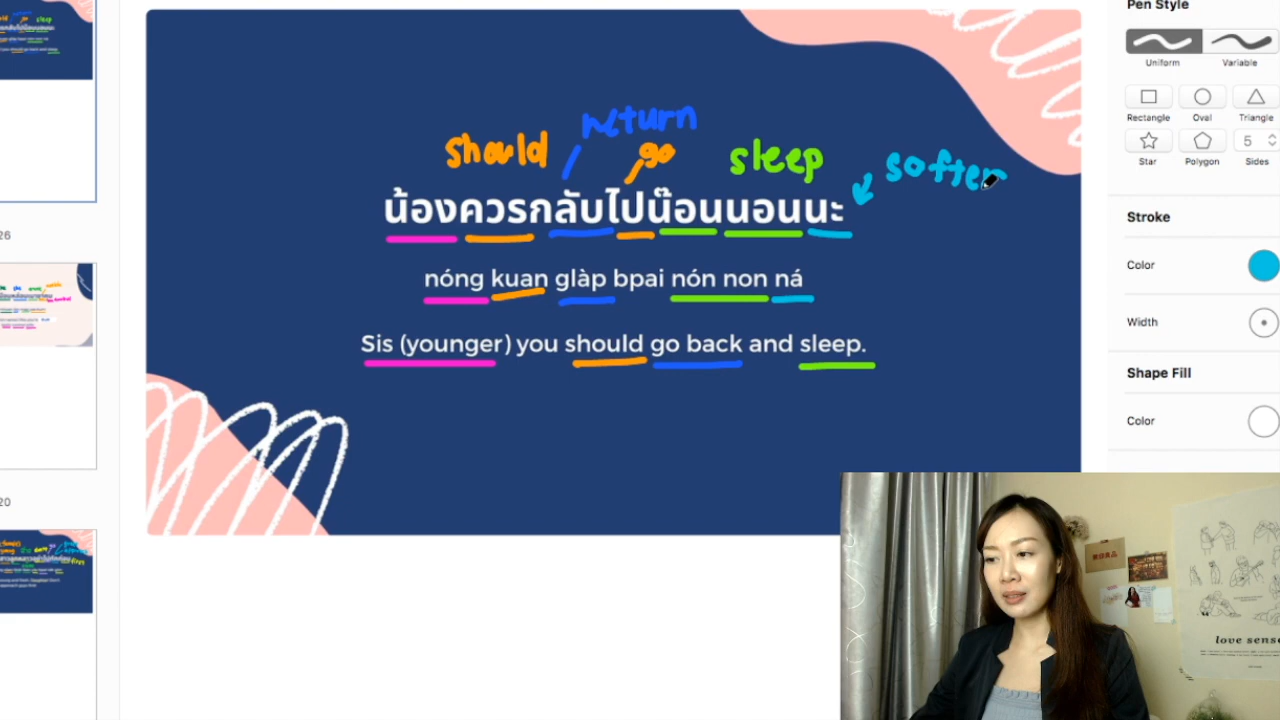 Pen Style
Uniform Variable
Rectangle Oval Triangle
5
Star Polygon Sides
Stroke
Color
Width
Shape Fill
Color
return
should go sleep softer
น้องควรกลับไปน๊อนนอนนะ
nóng kuan glàp bpai nón non ná
Sis (younger) you should go back and sleep.
26
20
love sense